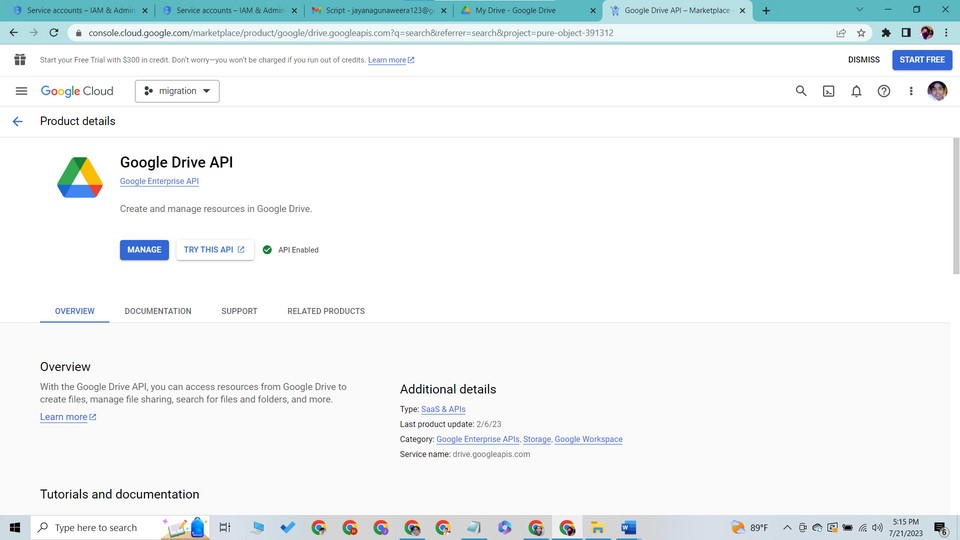 Service accounts – IAM & Admin
Service accounts – IAM & Admin
Script - jayanagunaweera123@g
My Drive - Google Drive
Google Drive API – Marketplace
console.cloud.google.com/marketplace/product/google/drive.googleapis.com?q=search&referrer=search&project=pure-object-391312
Start your Free Trial with $300 in credit. Don't worry—you won't be charged if you run out of credits. Learn more
DISMISS
START FREE
Google Cloud
migration
Product details
Google Drive API
Google Enterprise API
Create and manage resources in Google Drive.
MANAGE
TRY THIS API
API Enabled
OVERVIEW
DOCUMENTATION
SUPPORT
RELATED PRODUCTS
Overview
With the Google Drive API, you can access resources from Google Drive to
create files, manage file sharing, search for files and folders, and more.
Learn more
Additional details
Type: SaaS & APIs
Last product update: 2/6/23
Category: Google Enterprise APIs, Storage, Google Workspace
Service name: drive.googleapis.com
Tutorials and documentation
Type here to search
89°F
5:15 PM
7/21/2023
6